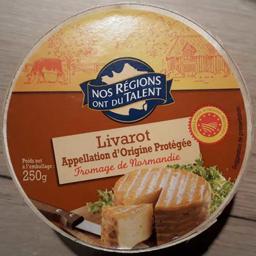 NOS RÉGIONS
ONT DU TALENT
Livarot
Appellation d'Origine Protégée
Fromage de Normandie
Poids net
à l'emballage :
250g